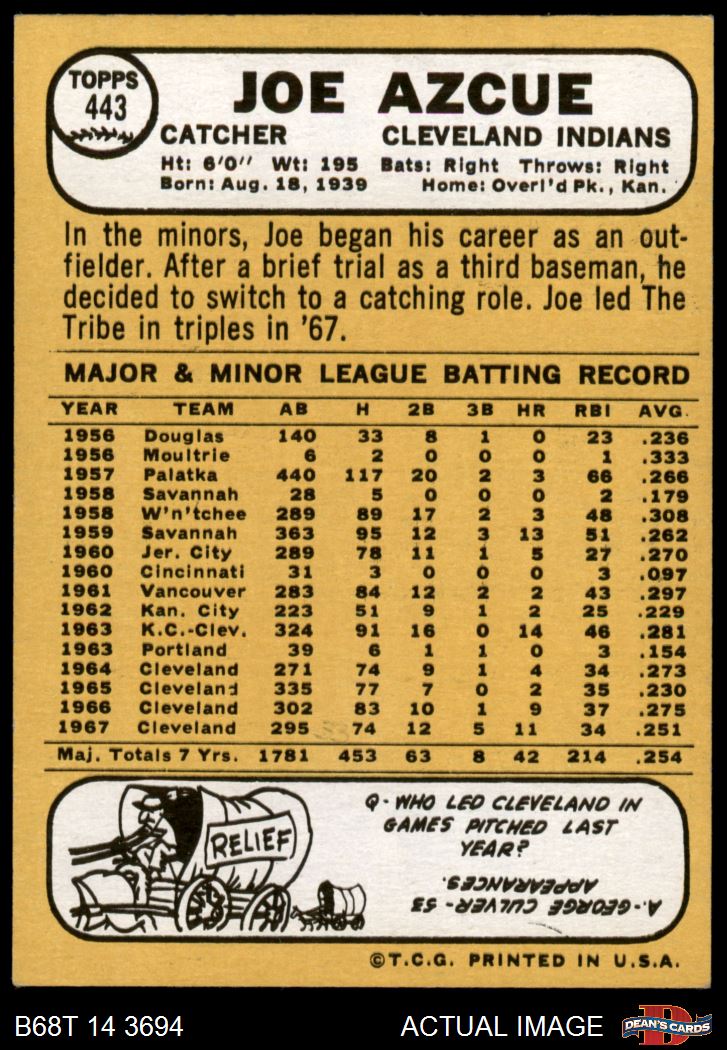 TOPPS
443
JOE AZCUE
CATCHER CLEVELAND INDIANS
Ht: 6'0" Wt: 195 Bats: Right Throws: Right
Born: Aug. 18, 1939 Home: Overl'd Pk., Kan.
In the minors, Joe began his career as an out-
fielder. After a brief trial as a third baseman, he
decided to switch to a catching role. Joe led The
Tribe in triples in '67.
MAJOR & MINOR LEAGUE BATTING RECORD
YEAR TEAM AB H 2B 3B HR RBI AVG.
1956 Douglas 140 33 8 1 0 23 .236
1956 Moultrie 6 2 0 0 0 1 .333
1957 Palatka 440 117 20 2 3 66 .266
1958 Savannah 28 5 0 0 0 2 .179
1958 W'n'tchee 289 89 17 2 3 48 .308
1959 Savannah 363 95 12 3 13 51 .262
1960 Jer. City 289 78 11 1 5 27 .270
1960 Cincinnati 31 3 0 0 0 3 .097
1961 Vancouver 283 84 12 2 2 43 .297
1962 Kan. City 223 51 9 1 2 25 .229
1963 K.C.-Clev. 324 91 16 0 14 46 .281
1963 Portland 39 6 1 1 0 3 .154
1964 Cleveland 271 74 9 1 4 34 .273
1965 Cleveland 335 77 7 0 2 35 .230
1966 Cleveland 302 83 10 1 9 37 .275
1967 Cleveland 295 74 12 5 11 34 .251
Maj. Totals 7 Yrs. 1781 453 63 8 42 214 .254
RELIEF
Q- WHO LED CLEVELAND IN
GAMES PITCHED LAST
YEAR?
A- GEORGE CULVER - 53
APPEARANCES.
©T.C.G. PRINTED IN U.S.A.
B68T 14 3694 ACTUAL IMAGE
D
DEAN'S CARDS